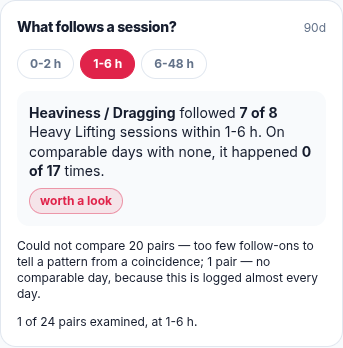 What follows a session? 90d
0-2 h 1-6 h 6-48 h
Heaviness / Dragging followed 7 of 8
Heavy Lifting sessions within 1-6 h. On
comparable days with none, it happened 0
of 17 times.
worth a look
Could not compare 20 pairs — too few follow-ons to
tell a pattern from a coincidence; 1 pair — no
comparable day, because this is logged almost every
day.
1 of 24 pairs examined, at 1-6 h.